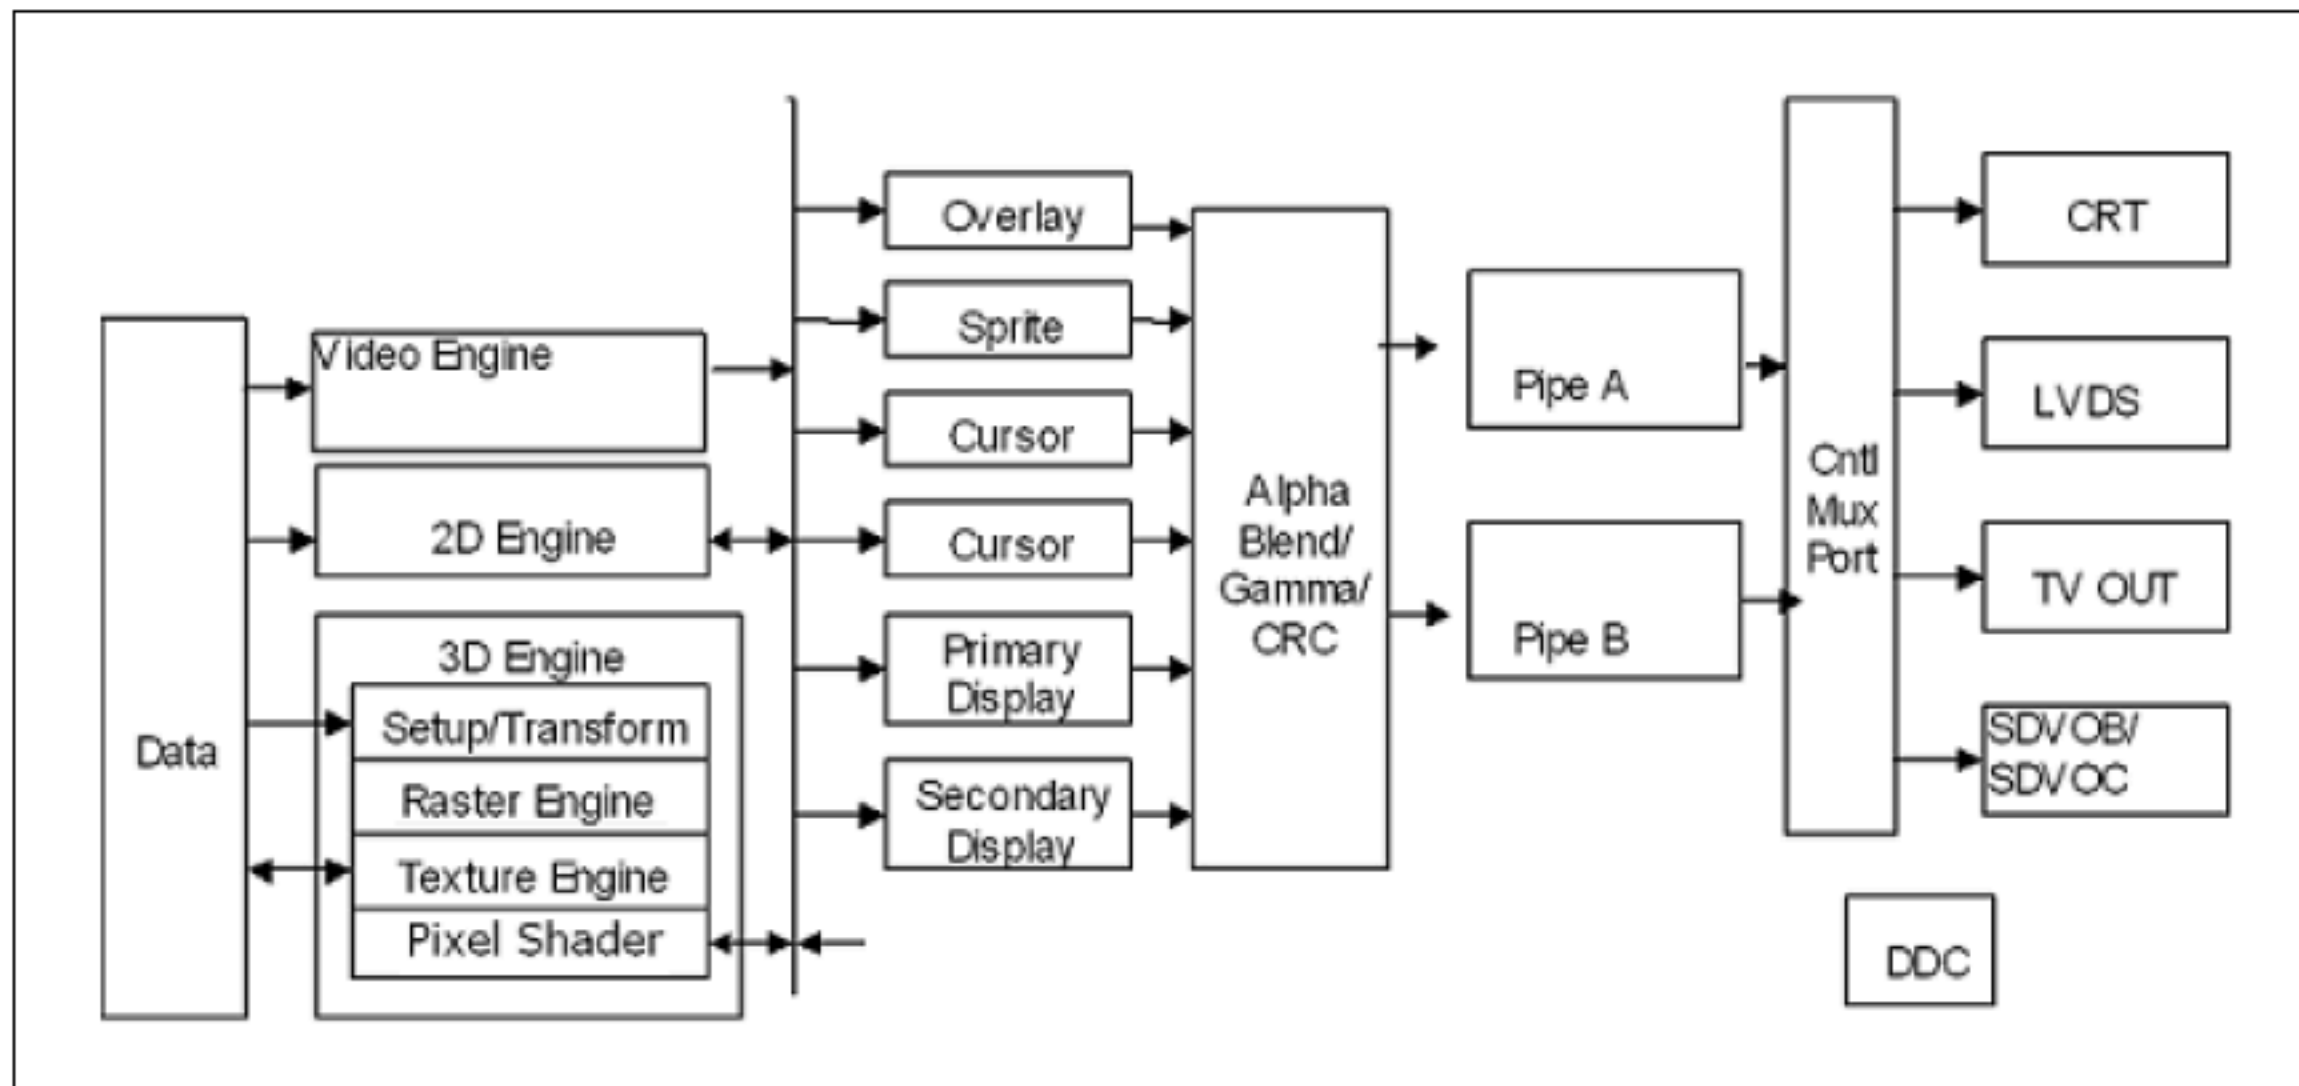 Data
Video Engine
2D Engine
3D Engine
Setup/Transform
Raster Engine
Texture Engine
Pixel Shader
Overlay
Sprite
Cursor
Cursor
Primary
Display
Secondary
Display
Alpha
Blend/
Gamma/
CRC
Pipe A
Pipe B
Cntl
Mux
Port
CRT
LVDS
TV OUT
SDVOB/
SDVOC
DDC